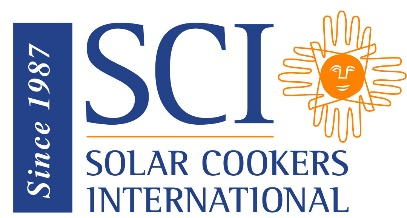 Since 1987
SCI
SOLAR COOKERS
INTERNATIONAL